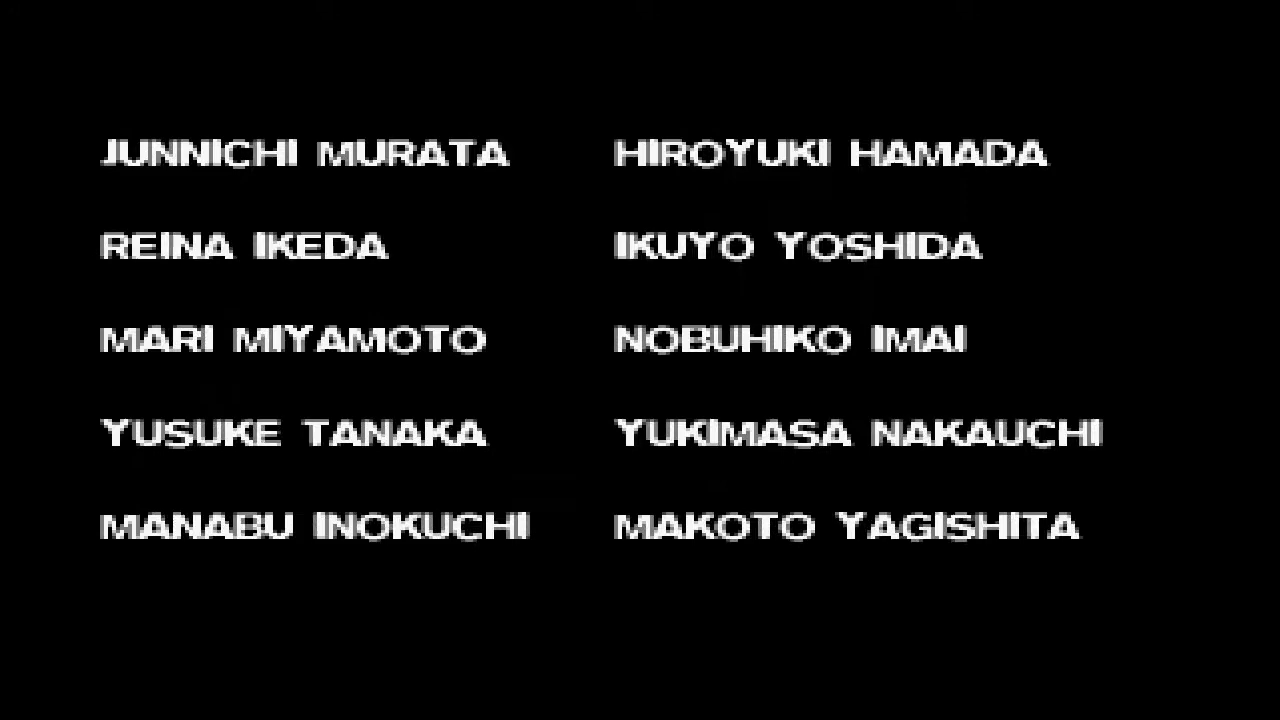 JUNNICHI MURATA HIROYUKI HAMADA
REINA IKEDA IKUYO YOSHIDA
MARI MIYAMOTO NOBUHIKO IMAI
YUSUKE TANAKA YUKIMASA NAKAUCHI
MANABU INOKUCHI MAKOTO YAGISHITA